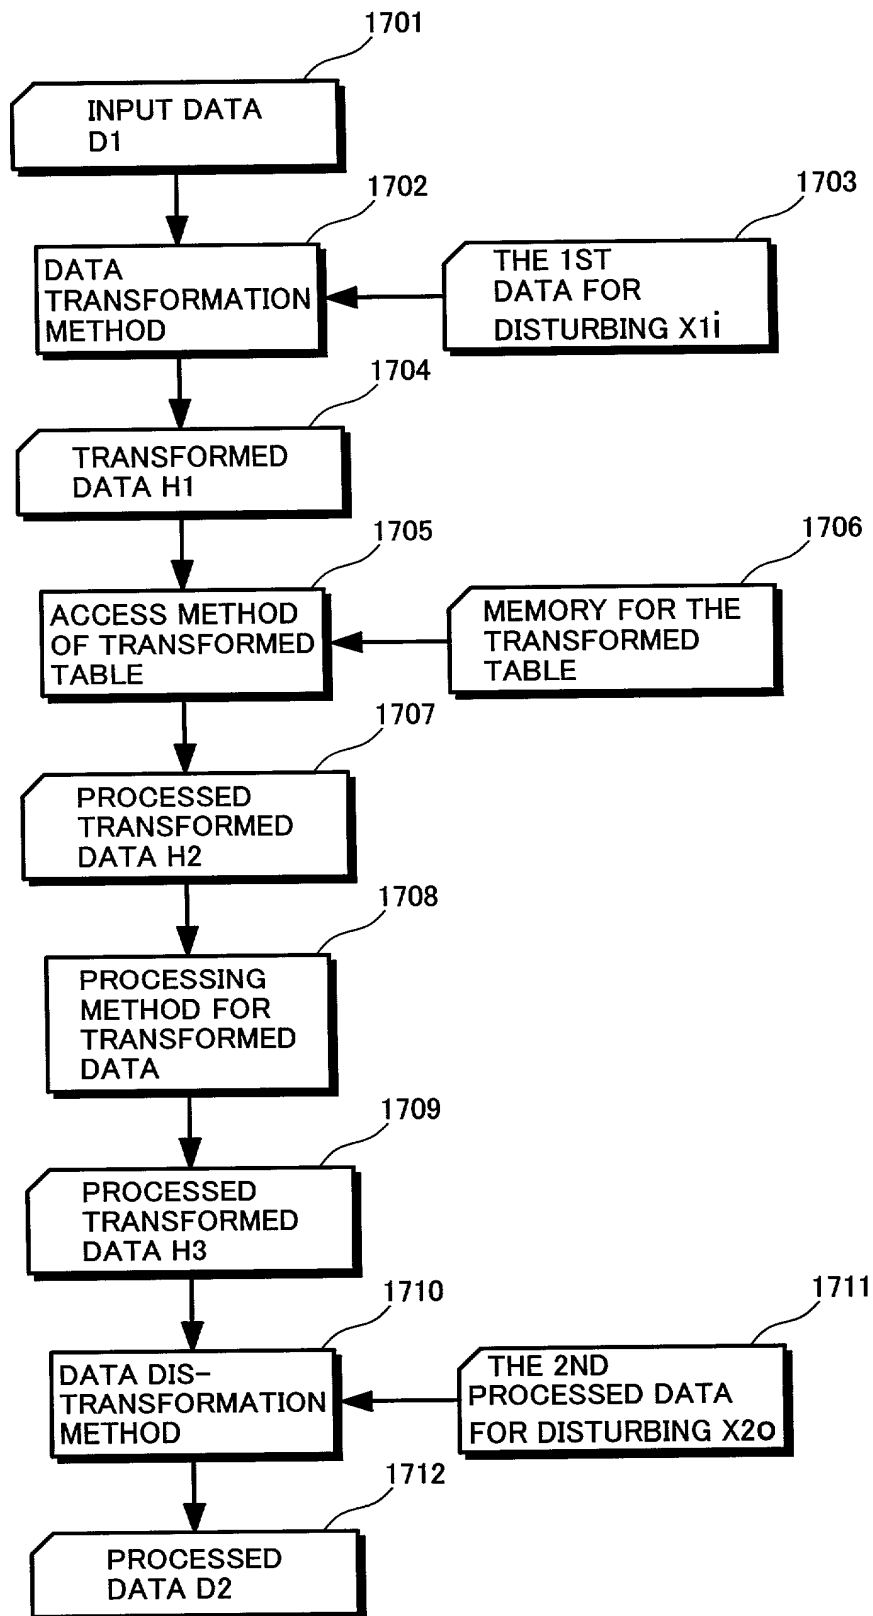 1701
INPUT DATA
D1
1702
1703
DATA
TRANSFORMATION
METHOD
THE 1ST
DATA FOR
DISTURBING X1i
1704
TRANSFORMED
DATA H1
1705
1706
ACCESS METHOD
OF TRANSFORMED
TABLE
MEMORY FOR THE
TRANSFORMED
TABLE
1707
PROCESSED
TRANSFORMED
DATA H2
1708
PROCESSING
METHOD FOR
TRANSFORMED
DATA
1709
PROCESSED
TRANSFORMED
DATA H3
1710
1711
DATA DIS-
TRANSFORMATION
METHOD
THE 2ND
PROCESSED DATA
FOR DISTURBING X2o
1712
PROCESSED
DATA D2